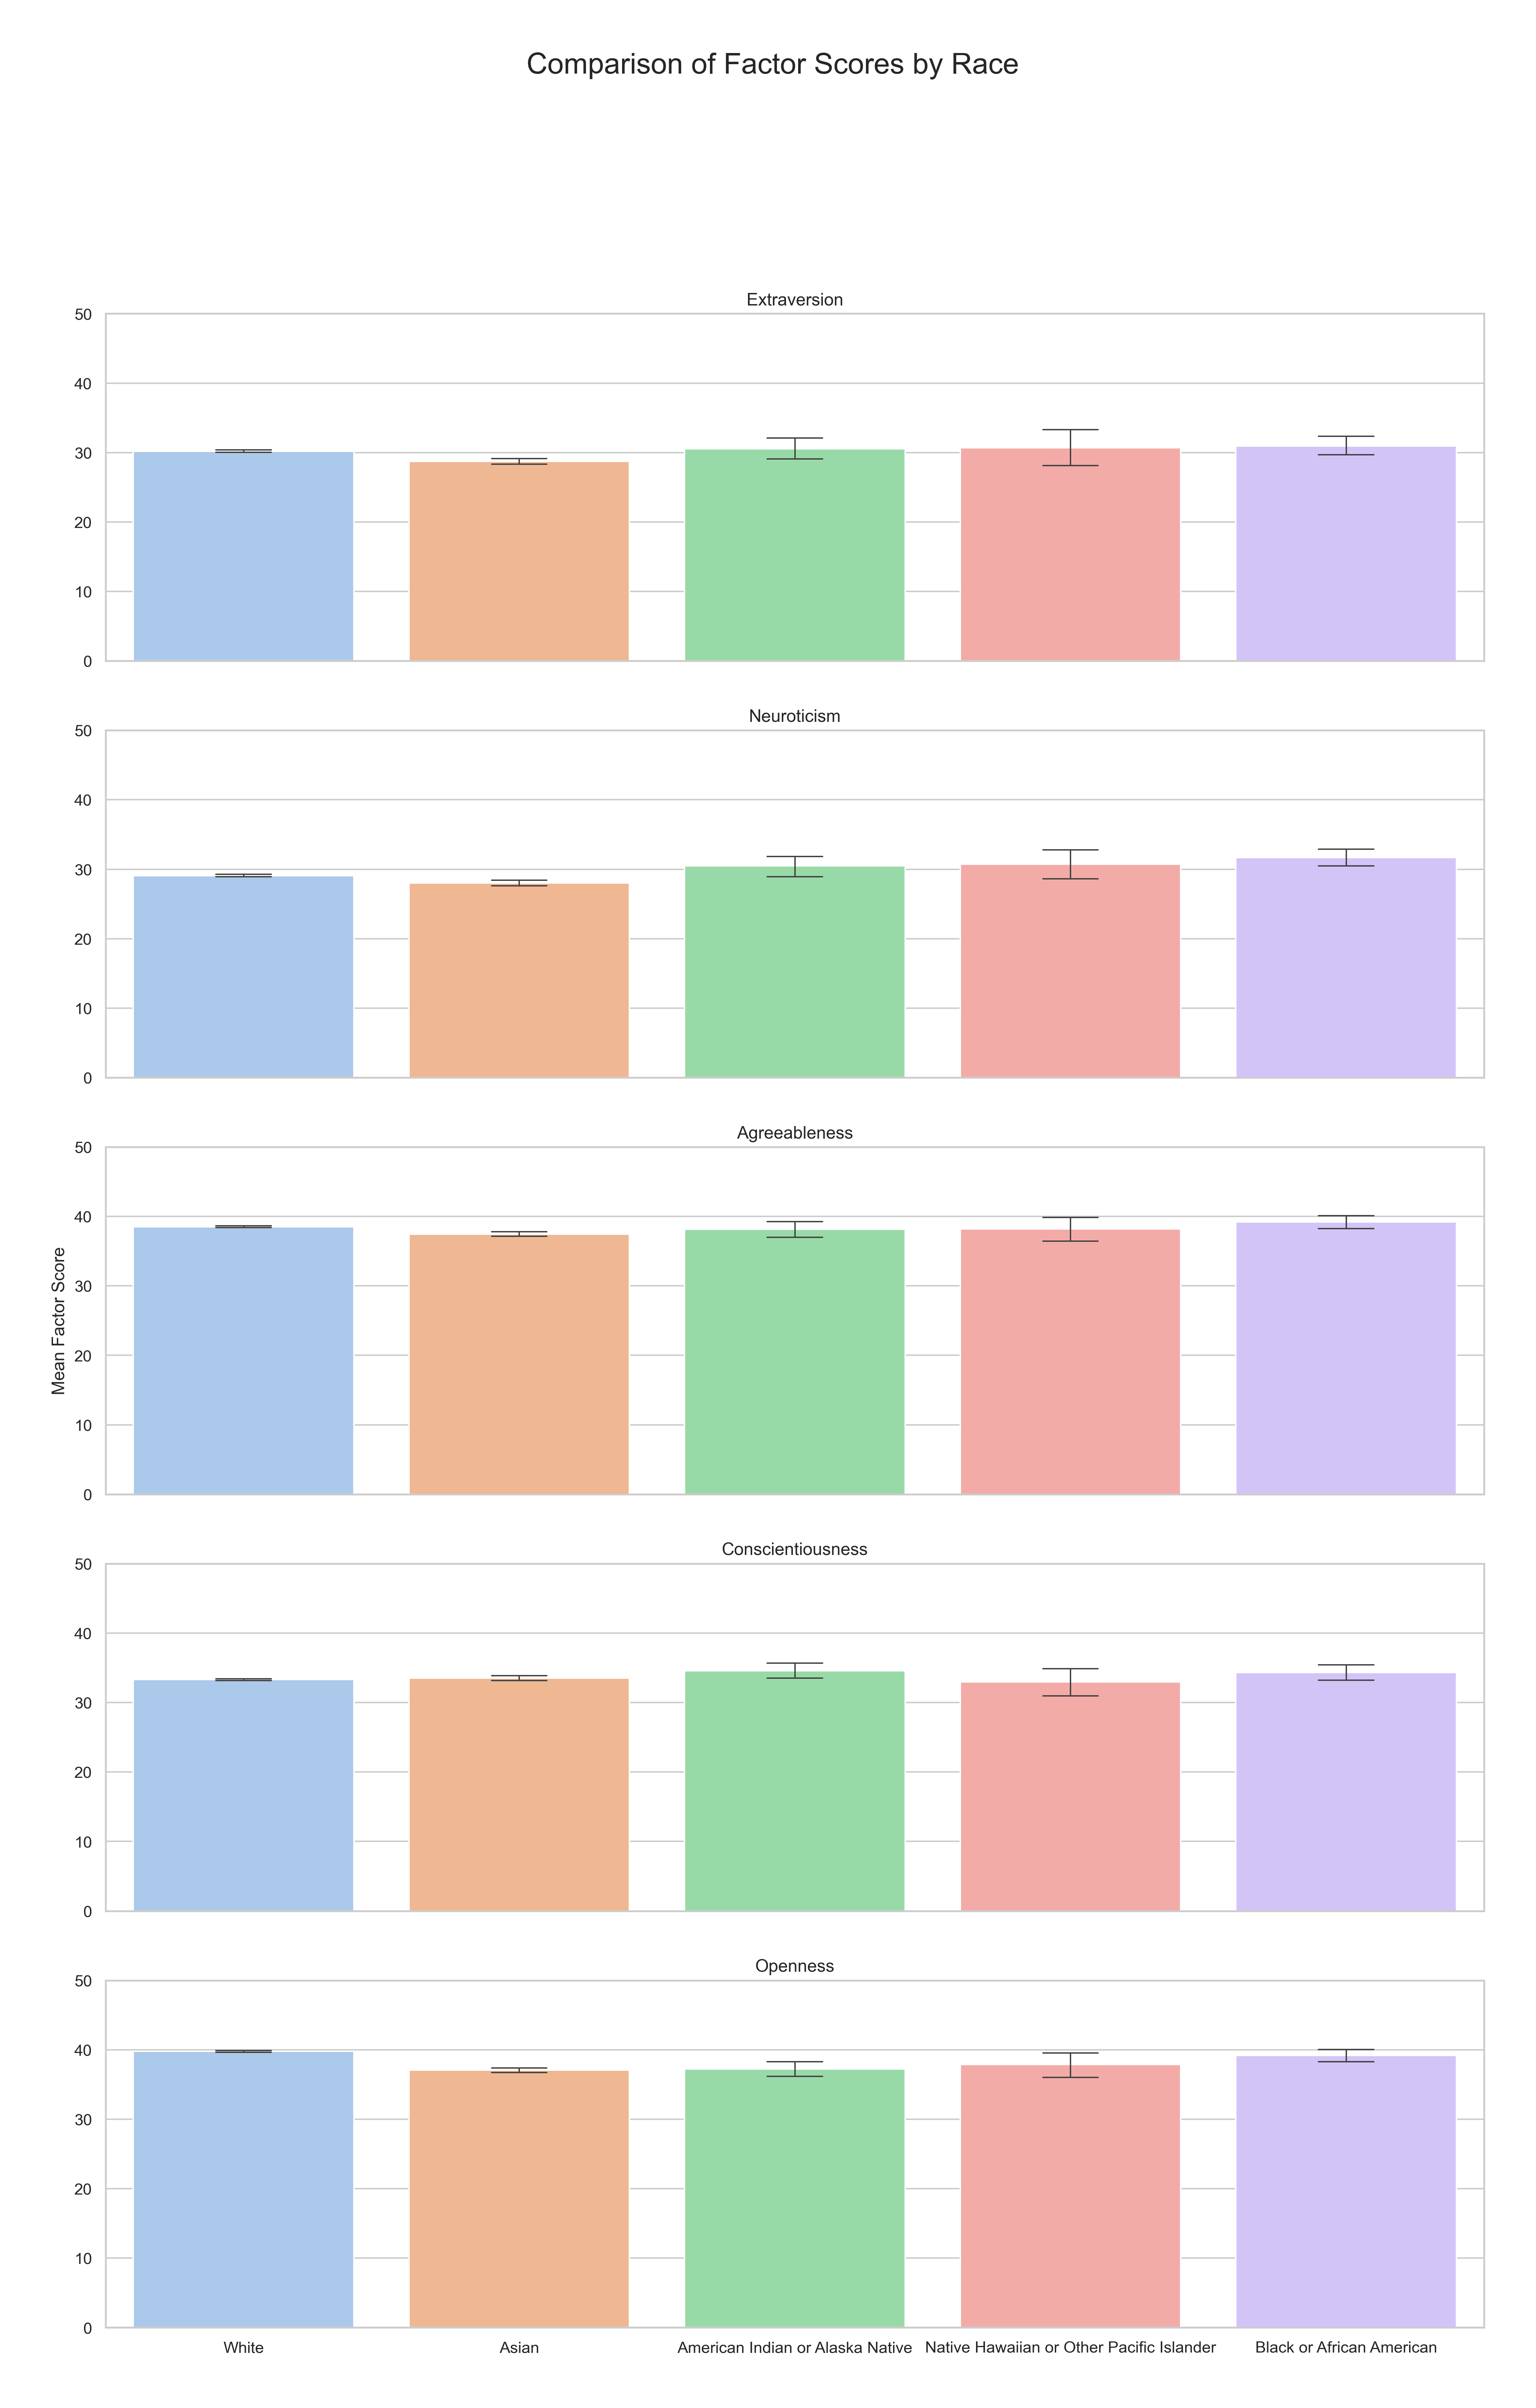 Comparison of Factor Scores by Race
Extraversion
50
40
30
20
10
0
Neuroticism
50
40
30
20
10
0
Agreeableness
50
40
30
20
10
0
Mean Factor Score
Conscientiousness
50
40
30
20
10
0
Openness
50
40
30
20
10
0
White
Asian
American Indian or Alaska Native
Native Hawaiian or Other Pacific Islander
Black or African American